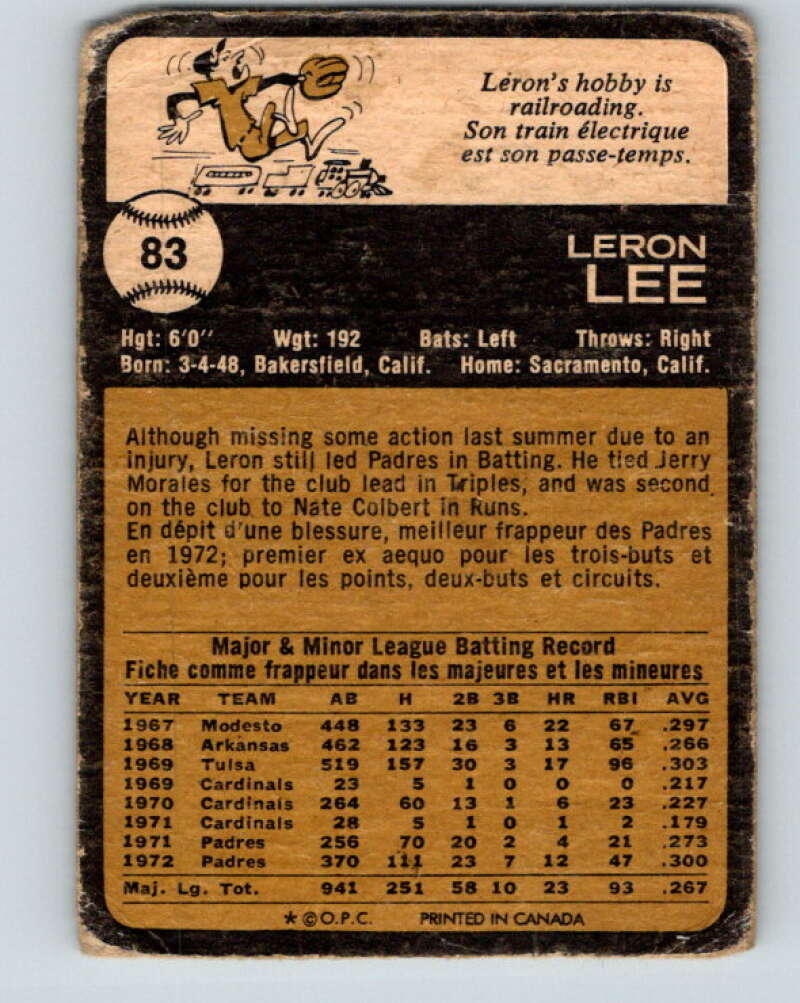 Leron's hobby is
railroading.
Son train électrique
est son passe-temps.
83
LERON
LEE
Hgt: 6'0" Wgt: 192 Bats: Left Throws: Right
Born: 3-4-48, Bakersfield, Calif. Home: Sacramento, Calif.
Although missing some action last summer due to an
injury, Leron still led Padres in Batting. He tied Jerry
Morales for the club lead in Triples, and was second
on the club to Nate Colbert in Runs.
En dépit d'une blessure, meilleur frappeur des Padres
en 1972; premier ex aequo pour les trois-buts et
deuxième pour les points, deux-buts et circuits.
Major & Minor League Batting Record
Fiche comme frappeur dans les majeures et les mineures
YEAR TEAM AB H 2B 3B HR RBI AVG
1967 Modesto 448 133 23 6 22 67 .297
1968 Arkansas 462 123 16 3 13 65 .266
1969 Tulsa 519 157 30 3 17 96 .303
1969 Cardinals 23 5 1 0 0 0 .217
1970 Cardinals 264 60 13 1 6 23 .227
1971 Cardinals 28 5 1 0 1 2 .179
1971 Padres 256 70 20 2 4 21 .273
1972 Padres 370 111 23 7 12 47 .300
Maj. Lg. Tot. 941 251 58 10 23 93 .267
* © O.P.C. PRINTED IN CANADA